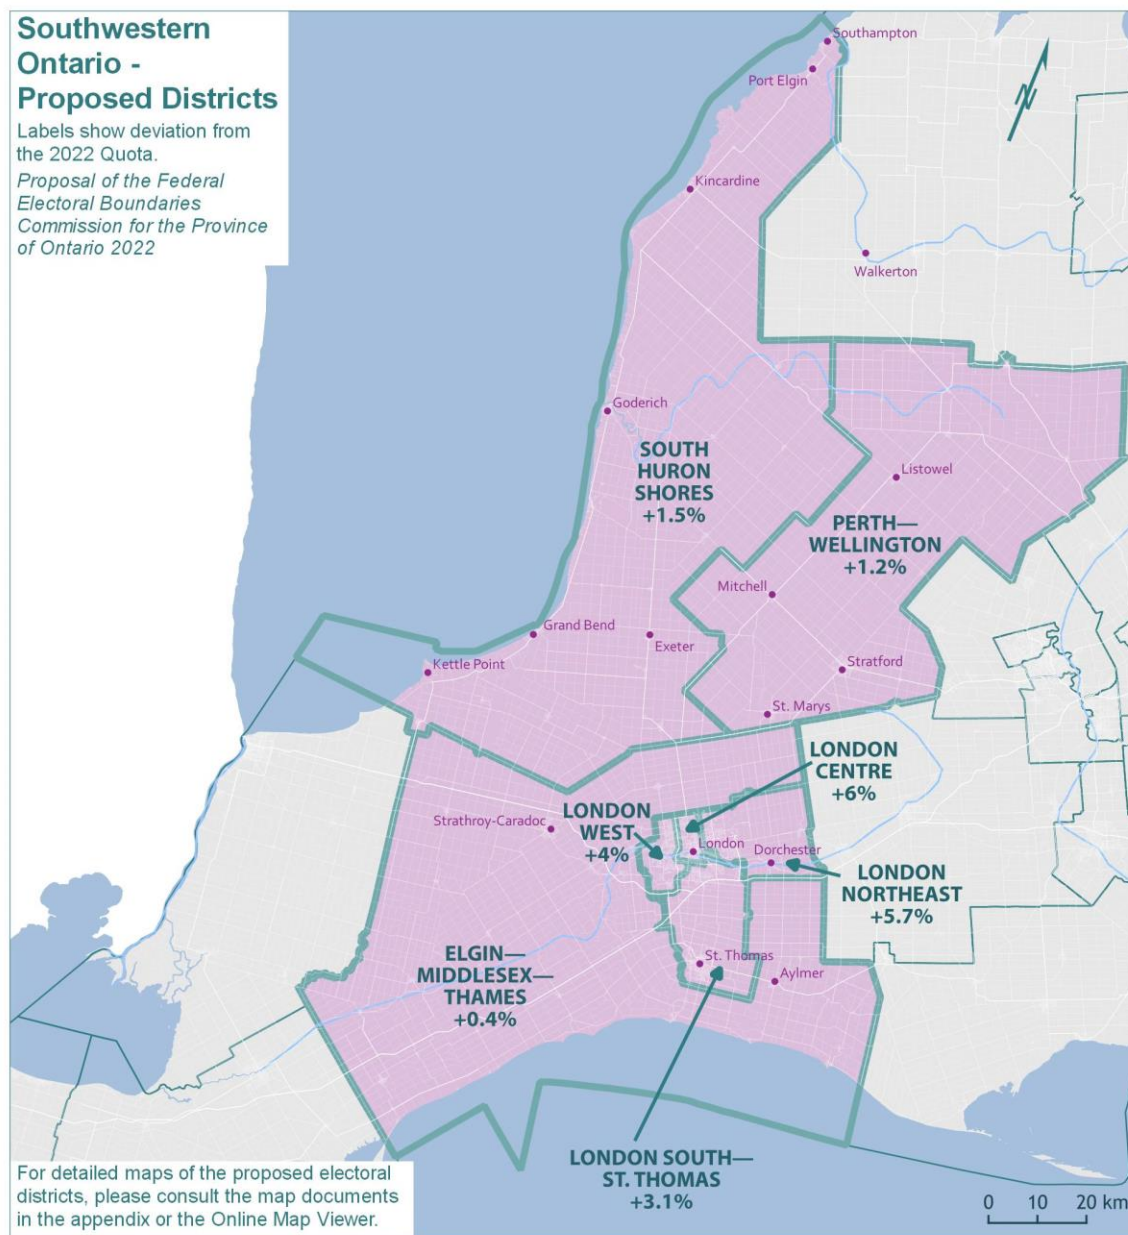 Southwestern
Ontario -
Proposed Districts
Labels show deviation from
the 2022 Quota.
Proposal of the Federal
Electoral Boundaries
Commission for the Province
of Ontario 2022
Southampton
Port Elgin
N
Kincardine
Walkerton
Goderich
SOUTH
HURON
SHORES
+1.5%
Listowel
PERTH—
WELLINGTON
+1.2%
Mitchell
Grand Bend
Exeter
Kettle Point
Stratford
St. Marys
LONDON
CENTRE
+6%
LONDON
WEST
+4%
Strathroy-Caradoc
London
Dorchester
LONDON
NORTHEAST
+5.7%
ELGIN—
MIDDLESEX—
THAMES
+0.4%
St. Thomas
Aylmer
LONDON SOUTH—
ST. THOMAS
+3.1%
For detailed maps of the proposed electoral
districts, please consult the map documents
in the appendix or the Online Map Viewer.
0 10 20 km